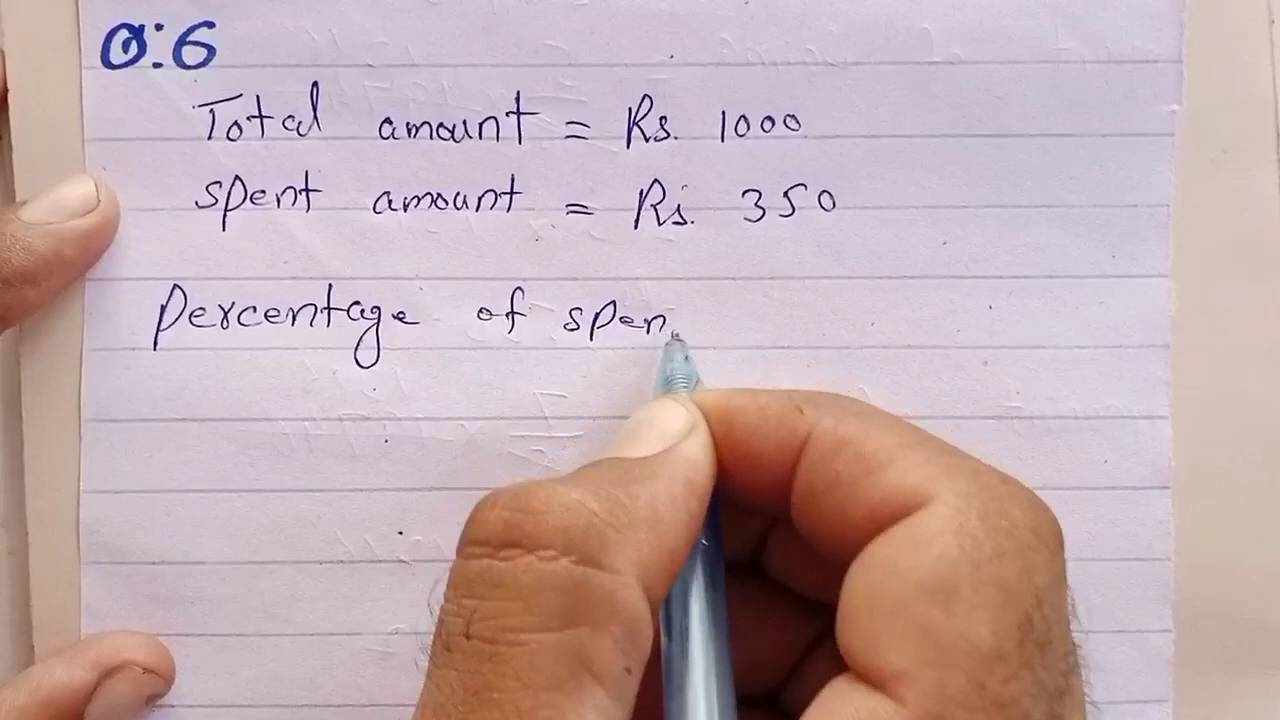 Q:6
Total amount = Rs. 1000
spent amount = Rs. 350
Percentage of spen